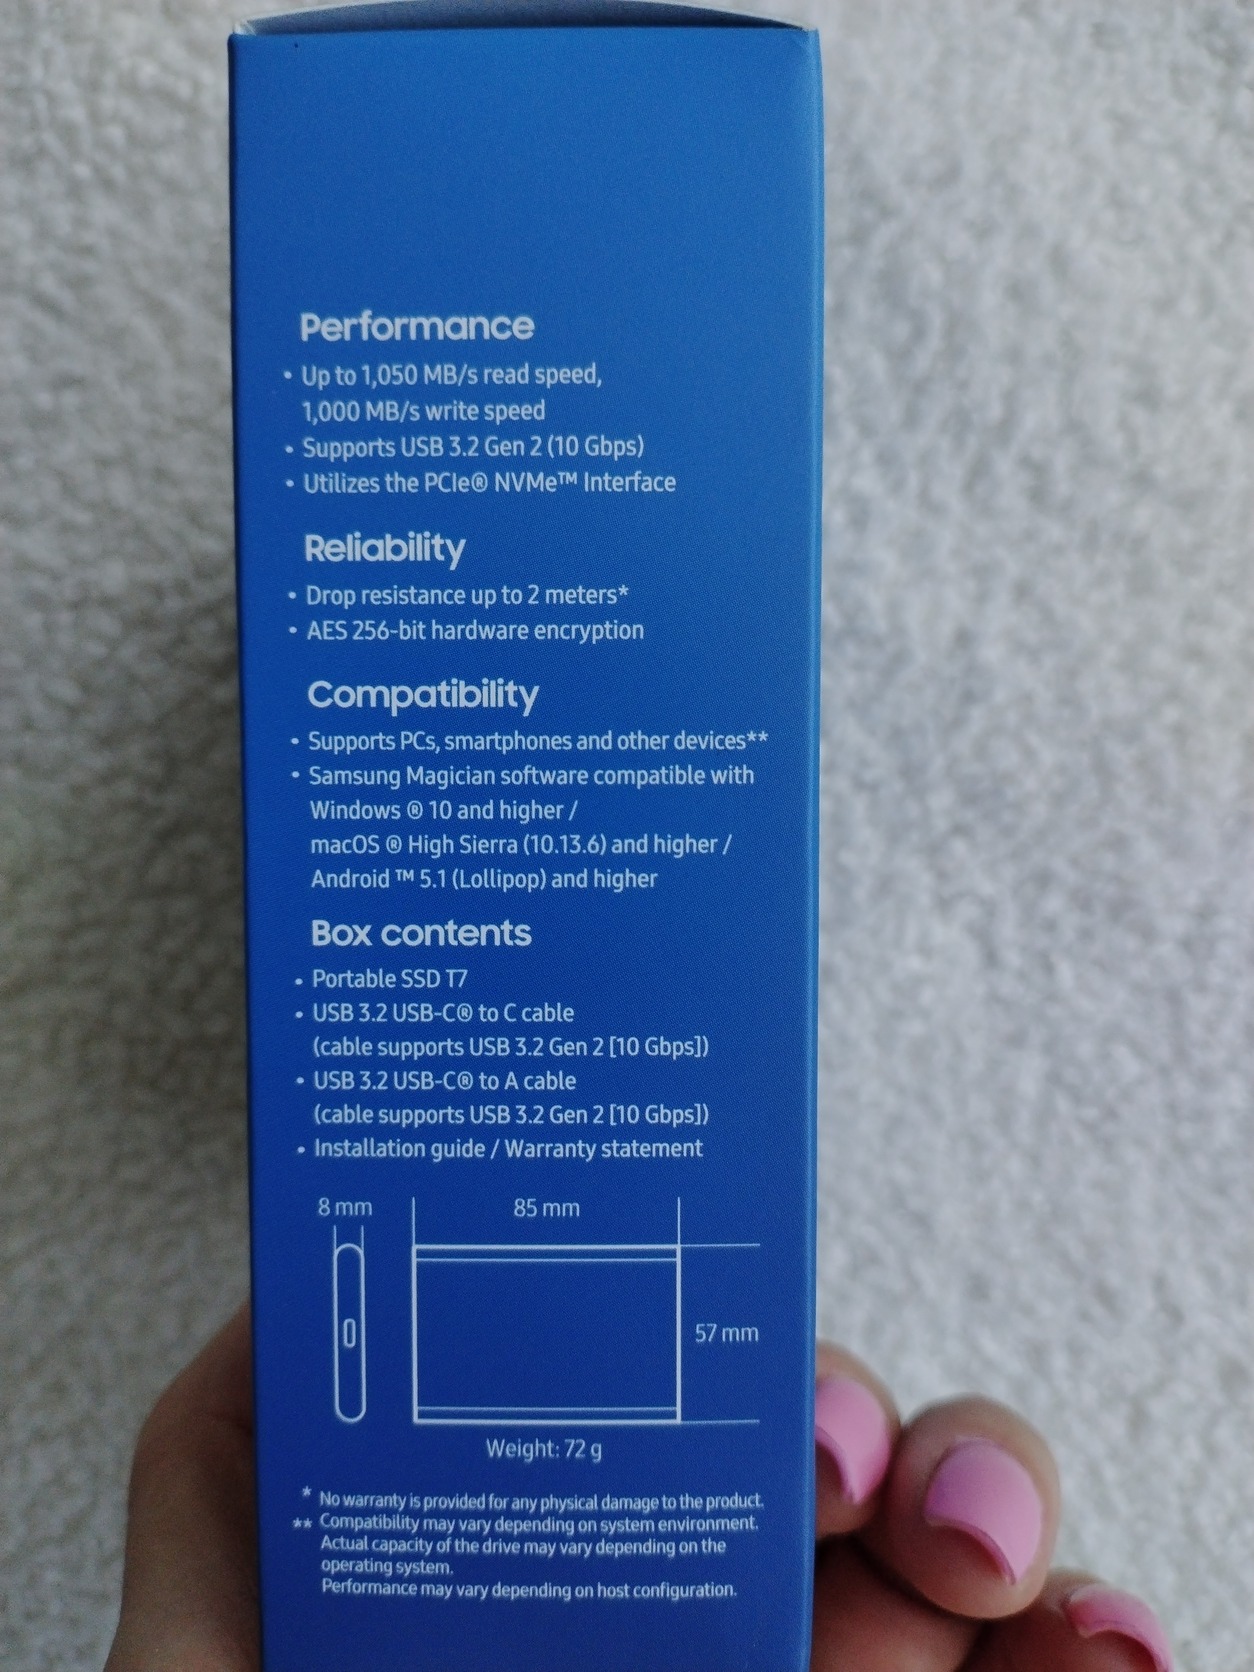 Performance
• Up to 1,050 MB/s read speed,
1,000 MB/s write speed
• Supports USB 3.2 Gen 2 (10 Gbps)
• Utilizes the PCIe® NVMe™ Interface
Reliability
• Drop resistance up to 2 meters*
• AES 256-bit hardware encryption
Compatibility
• Supports PCs, smartphones and other devices**
• Samsung Magician software compatible with
Windows ® 10 and higher /
macOS ® High Sierra (10.13.6) and higher /
Android ™ 5.1 (Lollipop) and higher
Box contents
• Portable SSD T7
• USB 3.2 USB-C® to C cable
(cable supports USB 3.2 Gen 2 [10 Gbps])
• USB 3.2 USB-C® to A cable
(cable supports USB 3.2 Gen 2 [10 Gbps])
• Installation guide / Warranty statement
8 mm
85 mm
57 mm
Weight: 72 g
* No warranty is provided for any physical damage to the product.
** Compatibility may vary depending on system environment.
Actual capacity of the drive may vary depending on the
operating system.
Performance may vary depending on host configuration.